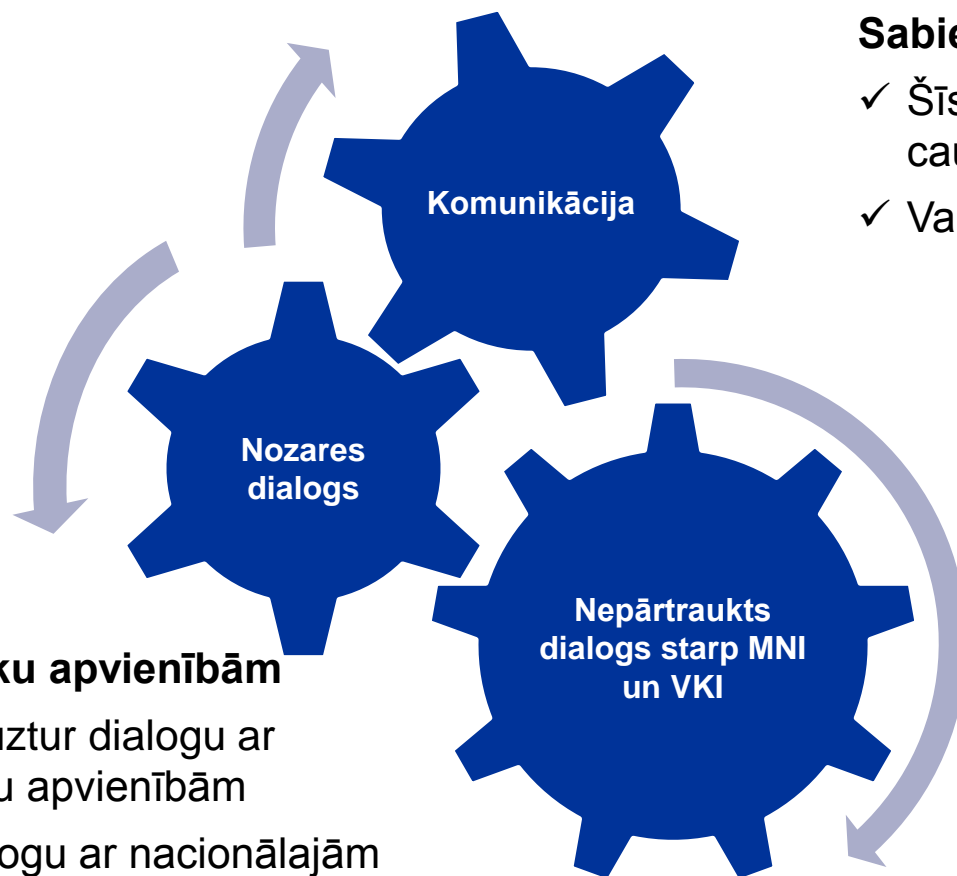 Komunikācija
Nozares
dialogs
Nepārtraukts
dialogs starp MNI
un VKI
Sabie
✓ Šīs
cau
✓ Va
ku apvienībām
uztur dialogu ar
u apvienībām
logu ar nacionālajām